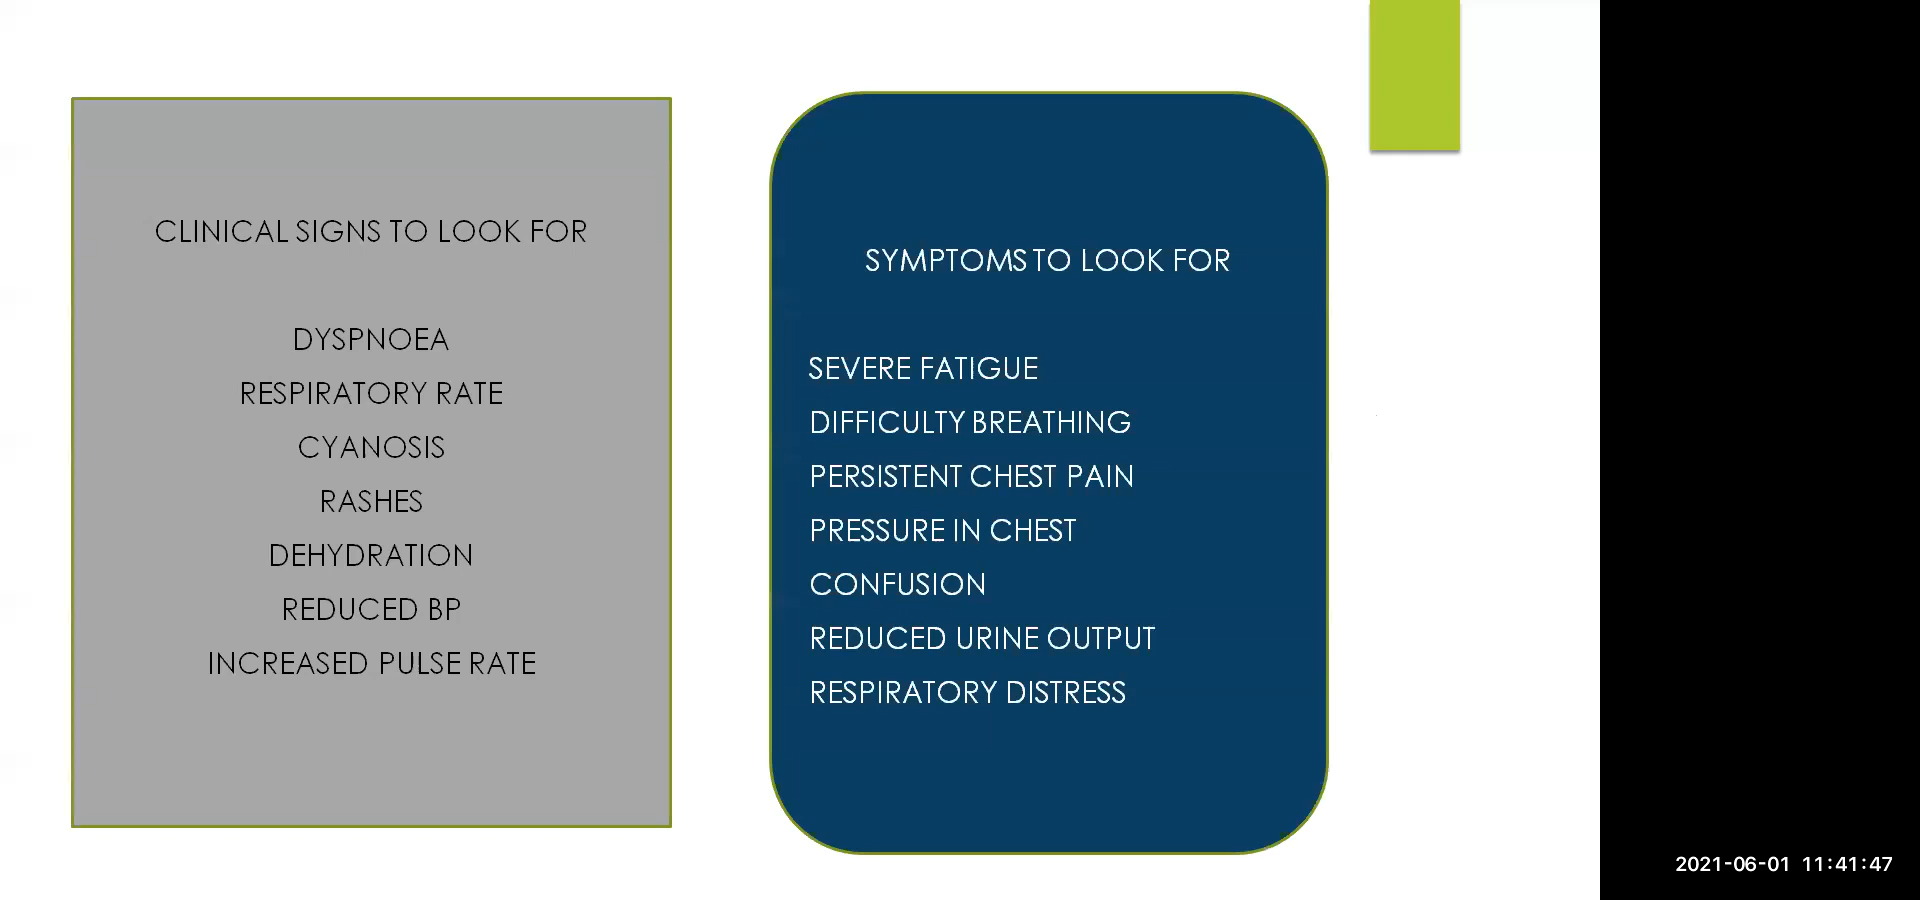 CLINICAL SIGNS TO LOOK FOR
DYSPNOEA
RESPIRATORY RATE
CYANOSIS
RASHES
DEHYDRATION
REDUCED BP
INCREASED PULSE RATE
SYMPTOMS TO LOOK FOR
SEVERE FATIGUE
DIFFICULTY BREATHING
PERSISTENT CHEST PAIN
PRESSURE IN CHEST
CONFUSION
REDUCED URINE OUTPUT
RESPIRATORY DISTRESS
2021-06-01 11:41:47